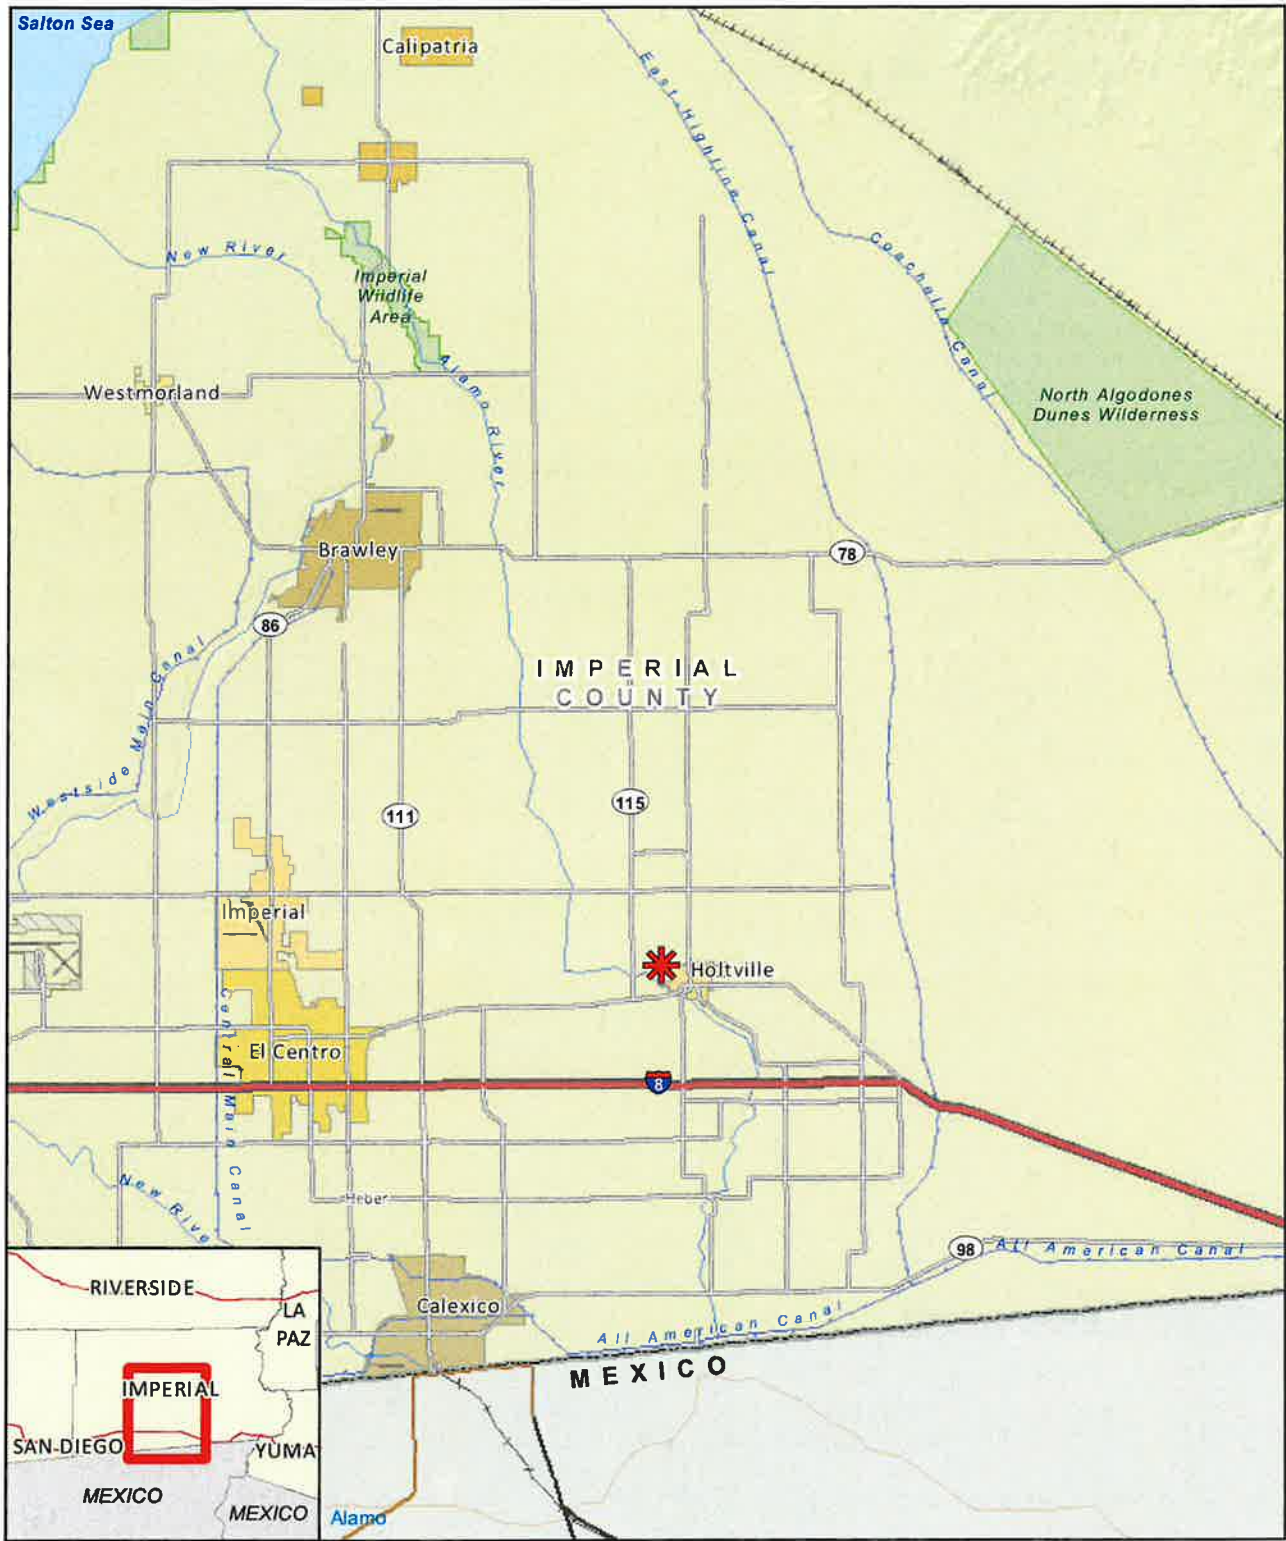 Salton Sea
Calipatria
East Highline Canal
New River
Imperial
Wildlife
Area
Coachella Canal
Westmorland
Alamo River
North Algodones
Dunes Wilderness
Brawley
78
86
IMPERIAL
COUNTY
Westside Main Canal
111
115
Imperial
Holtville
Central Main Canal
El Centro
8
New Rive
Heber
98
All American Canal
Calexico
All American Canal
MEXICO
RIVERSIDE
LA
PAZ
IMPERIAL
SAN DIEGO
YUMA
MEXICO
MEXICO
Alamo